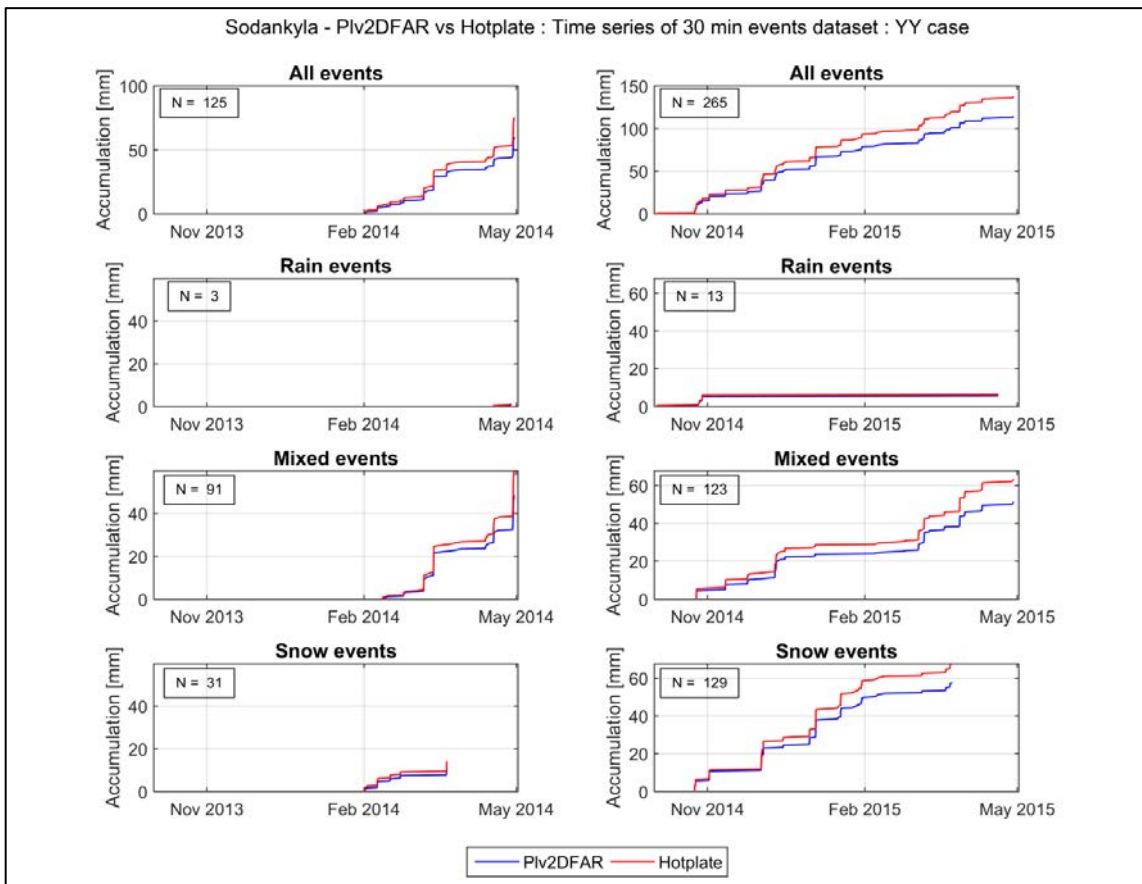 Sodankyla - Plv2DFAR vs Hotplate : Time series of 30 min events dataset : YY case
All events
Accumulation [mm]
100
50
0
N = 125
Nov 2013
Feb 2014
May 2014
All events
Accumulation [mm]
150
100
50
0
N = 265
Nov 2014
Feb 2015
May 2015
Rain events
Accumulation [mm]
40
20
0
N = 3
Nov 2013
Feb 2014
May 2014
Rain events
Accumulation [mm]
60
40
20
0
N = 13
Nov 2014
Feb 2015
May 2015
Mixed events
Accumulation [mm]
40
20
0
N = 91
Nov 2013
Feb 2014
May 2014
Mixed events
Accumulation [mm]
60
40
20
0
N = 123
Nov 2014
Feb 2015
May 2015
Snow events
Accumulation [mm]
40
20
0
N = 31
Nov 2013
Feb 2014
May 2014
Snow events
Accumulation [mm]
60
40
20
0
N = 129
Nov 2014
Feb 2015
May 2015
Plv2DFAR
Hotplate